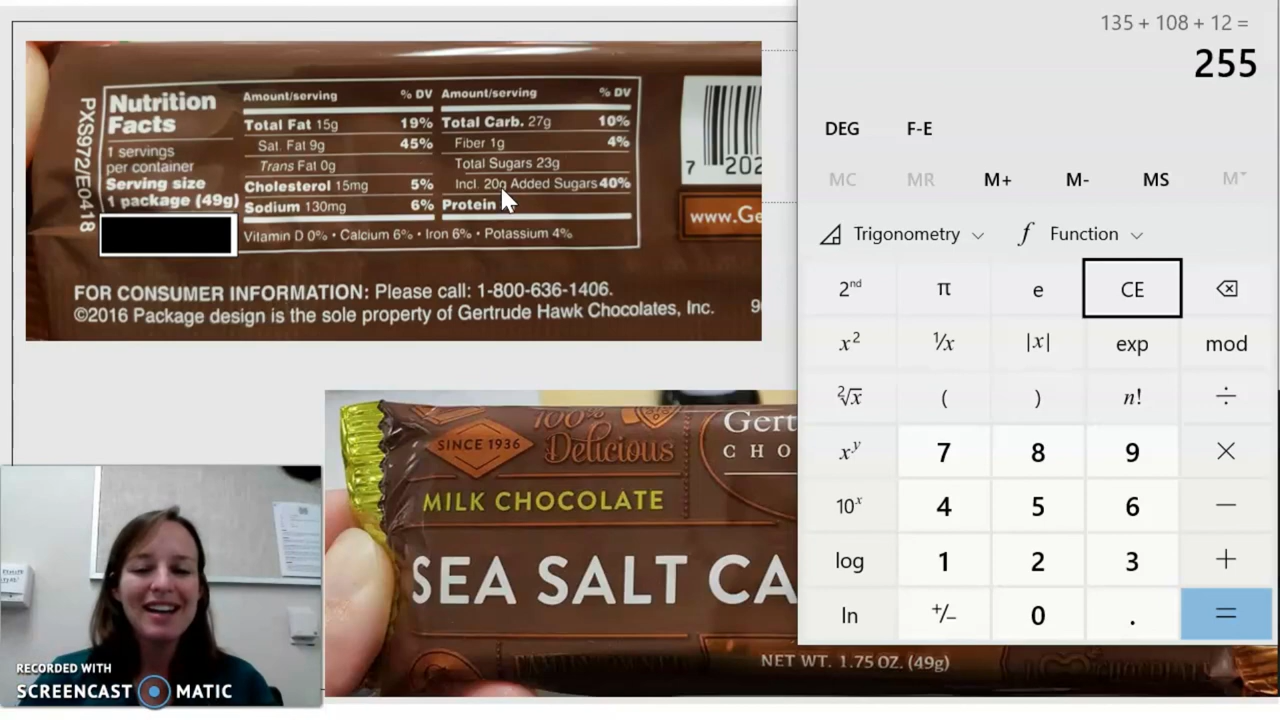 PXS972/E0418
Nutrition
Facts
1 servings
per container
Serving size
1 package (49g)
Amount/serving % DV
Total Fat 15g 19%
Sat. Fat 9g 45%
Trans Fat 0g
Cholesterol 15mg 5%
Sodium 130mg 6%
Amount/serving % DV
Total Carb. 27g 10%
Fiber 1g 4%
Total Sugars 23g
Incl. 20g Added Sugars 40%
Protein
Vitamin D 0% • Calcium 6% • Iron 6% • Potassium 4%
FOR CONSUMER INFORMATION: Please call: 1-800-636-1406.
©2016 Package design is the sole property of Gertrude Hawk Chocolates, Inc.
7 202
www.Ge
SINCE 1936
100%
Delicious
Gert
CHO
MILK CHOCOLATE
SEA SALT CA
NET WT. 1.75 OZ. (49g)
RECORDED WITH
SCREENCAST MATIC
135 + 108 + 12 =
255
DEG F-E
MC MR M+ M- MS M˅
Trigonometry f Function
2nd π e CE
x² ¹/x |x| exp mod
²√x ( ) n! ÷
xʸ 7 8 9 ×
10ˣ 4 5 6 −
log 1 2 3 +
ln +/− 0 . =